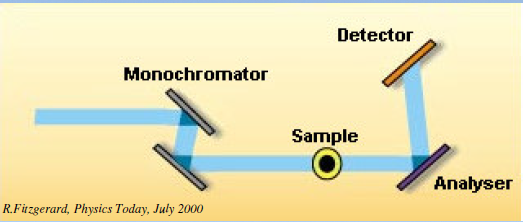 Detector
Monochromator
Sample
Analyser
R.Fitzgerard, Physics Today, July 2000